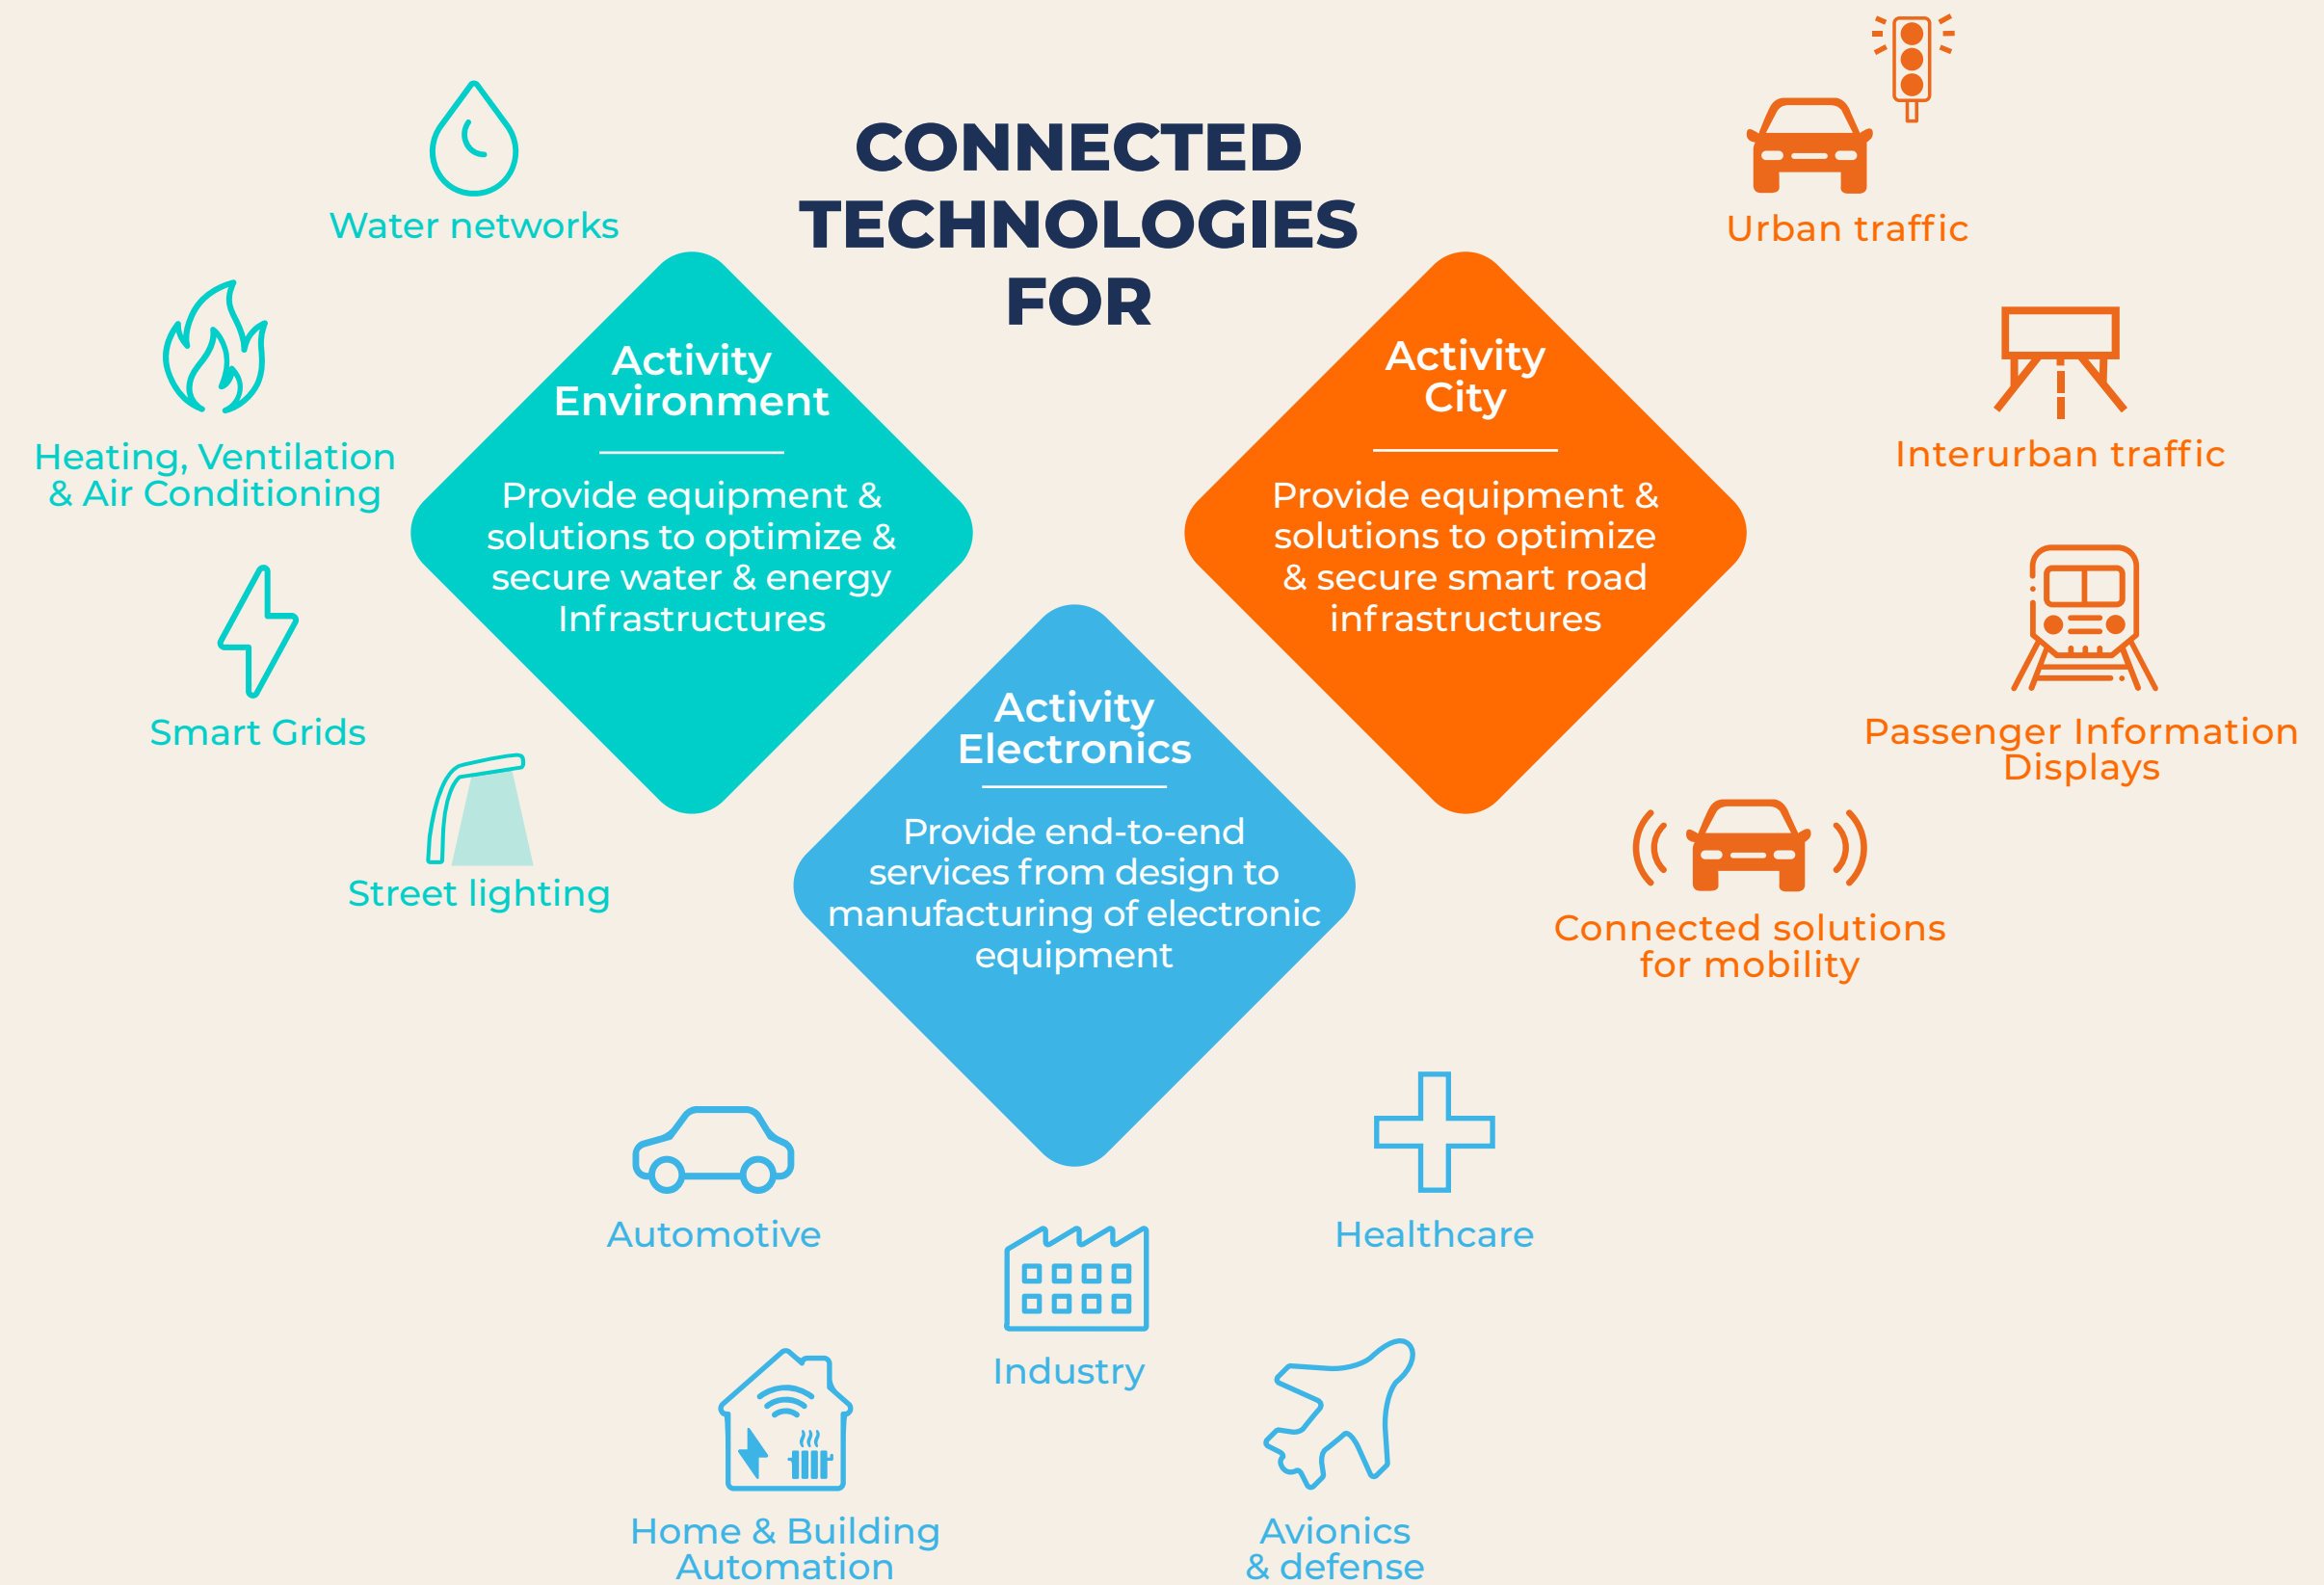 CONNECTED
TECHNOLOGIES
FOR
Water networks
Heating, Ventilation
& Air Conditioning
Smart Grids
Street lighting
Activity
Environment
Provide equipment &
solutions to optimize &
secure water & energy
Infrastructures
Activity
City
Provide equipment &
solutions to optimize
& secure smart road
infrastructures
Urban traffic
Interurban traffic
Passenger Information
Displays
Connected solutions
for mobility
Activity
Electronics
Provide end-to-end
services from design to
manufacturing of electronic
equipment
Automotive
Healthcare
Industry
Home & Building
Automation
Avionics
& defense